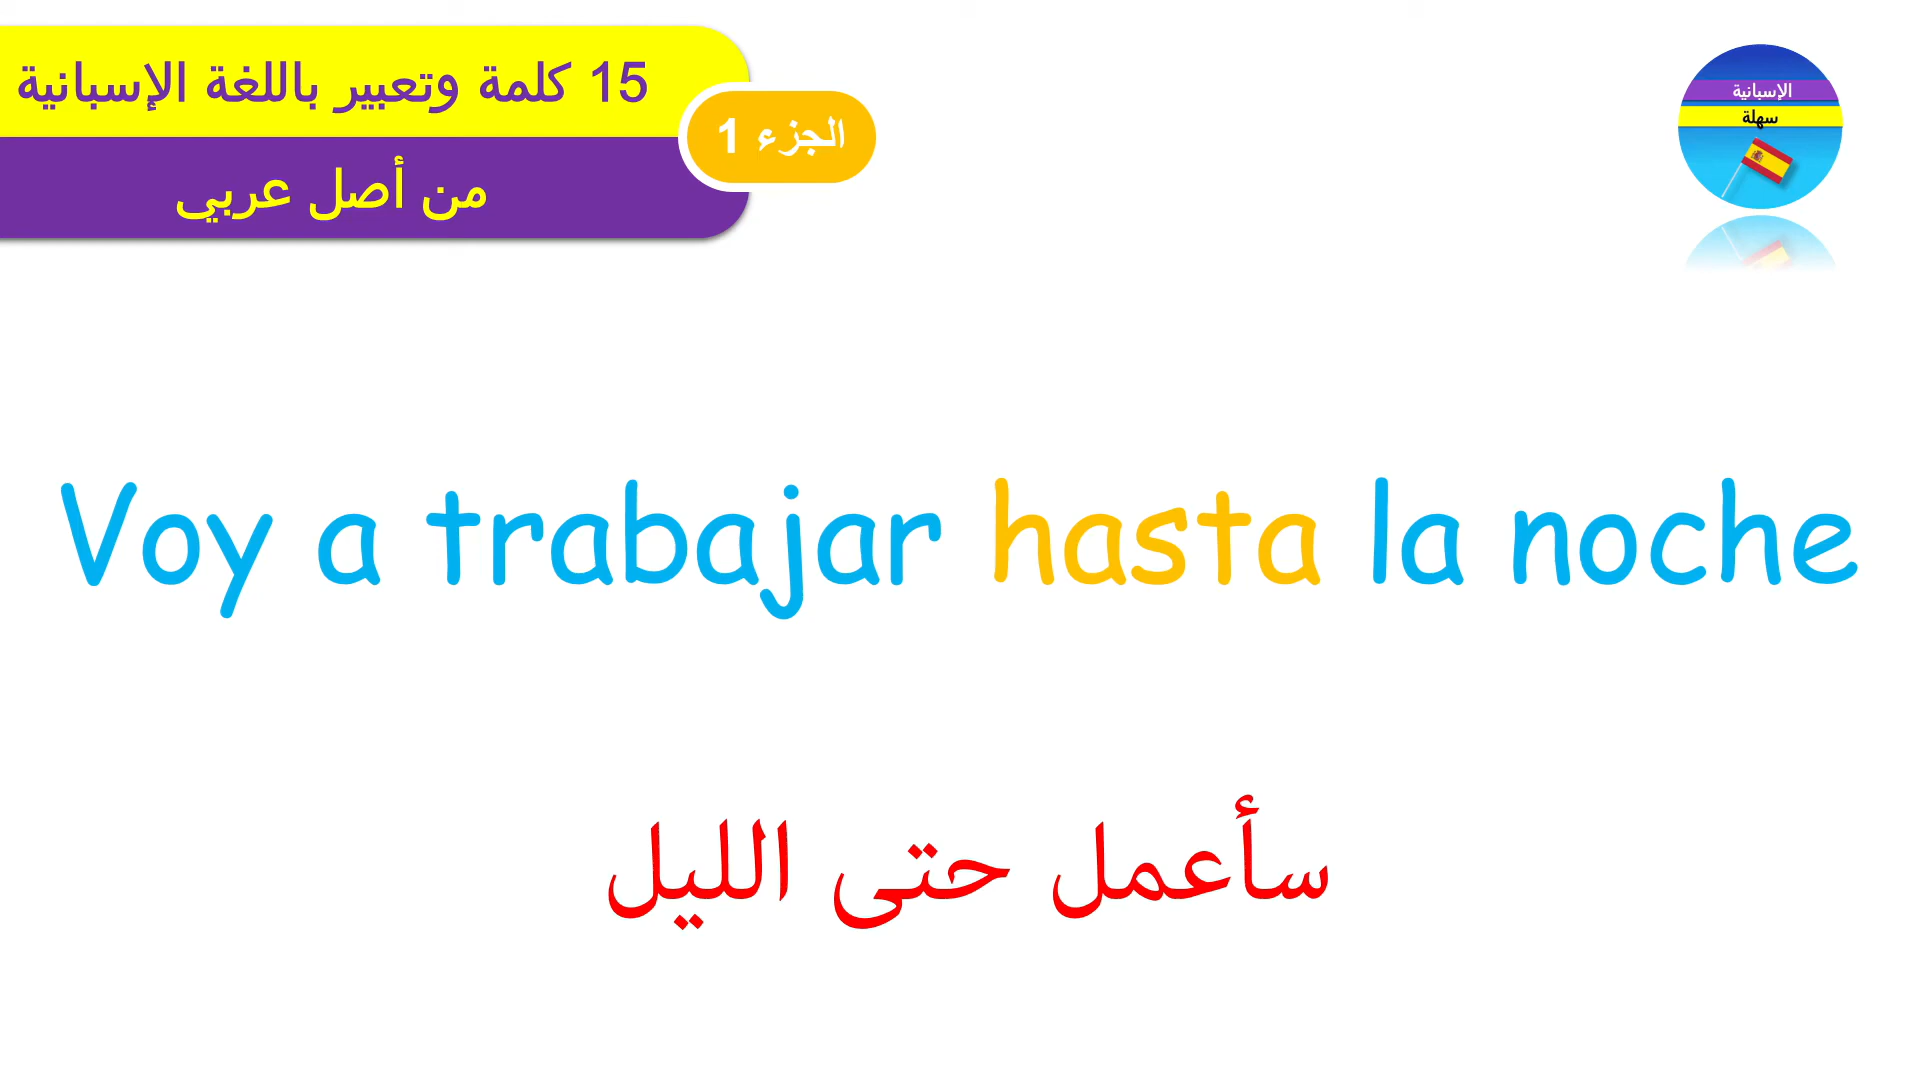 15 كلمة وتعبير باللغة الإسبانية
من أصل عربي
الجزء 1
الإسبانية
سهلة
Voy a trabajar hasta la noche
سأعمل حتى الليل